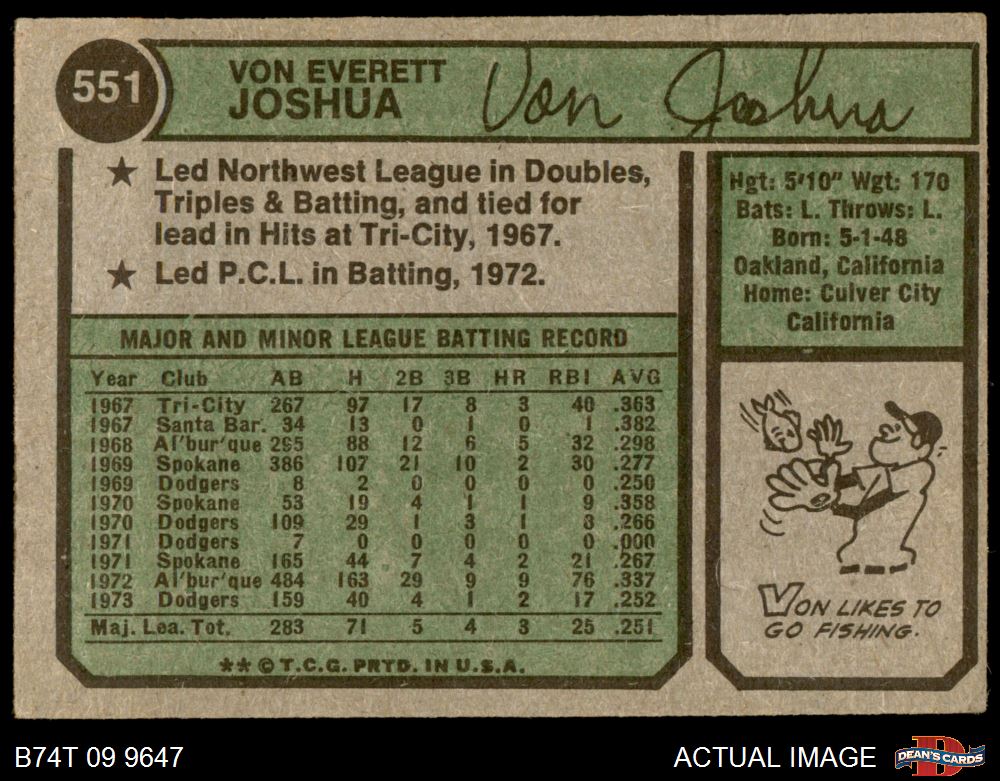 551
VON EVERETT
JOSHUA
Von Joshua
★ Led Northwest League in Doubles,
Triples & Batting, and tied for
lead in Hits at Tri-City, 1967.
★ Led P.C.L. in Batting, 1972.
Hgt: 5'10" Wgt: 170
Bats: L. Throws: L.
Born: 5-1-48
Oakland, California
Home: Culver City
California
MAJOR AND MINOR LEAGUE BATTING RECORD
Year Club AB H 2B 3B HR RBI AVG
1967 Tri-City 267 97 17 8 3 40 .363
1967 Santa Bar. 34 13 0 1 0 1 .382
1968 Al'bur'que 295 88 12 6 5 32 .298
1969 Spokane 386 107 21 10 2 30 .277
1969 Dodgers 8 2 0 0 0 0 .250
1970 Spokane 53 19 4 1 1 9 .358
1970 Dodgers 109 29 1 3 1 8 .266
1971 Dodgers 7 0 0 0 0 0 .000
1971 Spokane 165 44 7 4 2 21 .267
1972 Al'bur'que 484 163 29 9 9 76 .337
1973 Dodgers 159 40 4 1 2 17 .252
Maj. Lea. Tot. 283 71 5 4 3 25 .251
** © T.C.G. PRTD. IN U.S.A.
VON LIKES TO
GO FISHING.
B74T 09 9647
ACTUAL IMAGE
DEAN'S CARDS